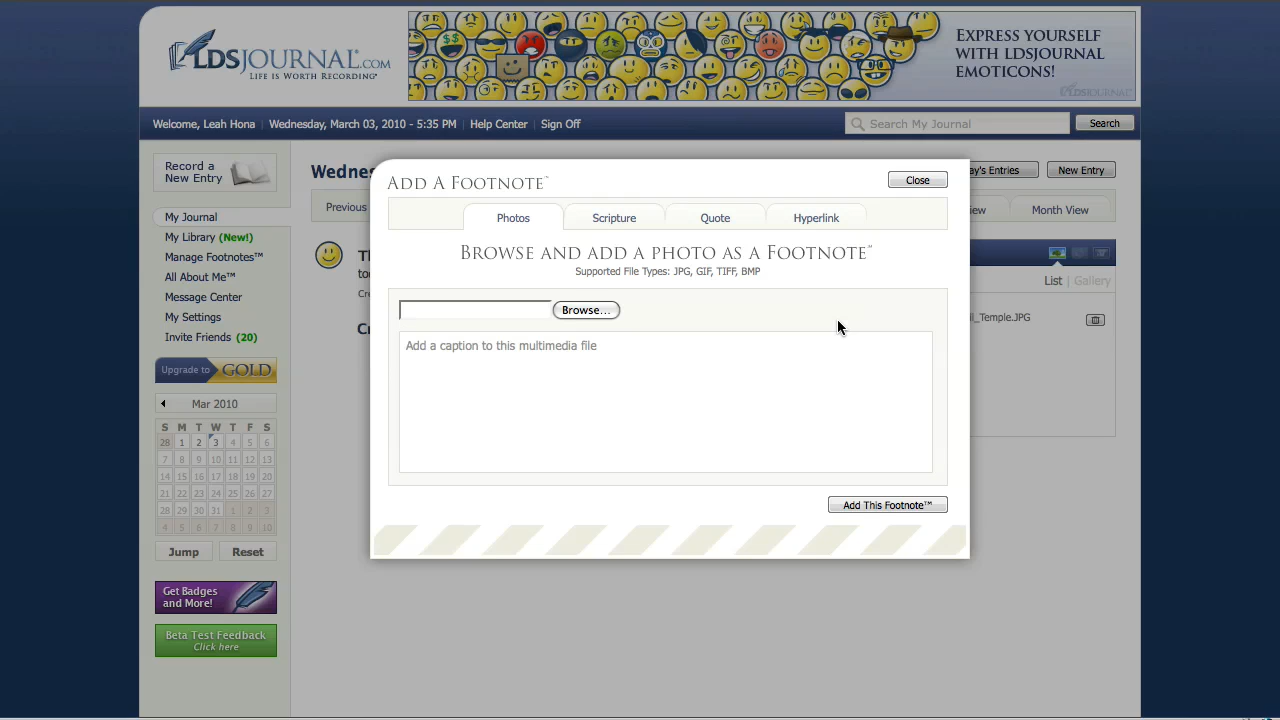 LDSJOURNAL.COM
LIFE IS WORTH RECORDING.®
EXPRESS YOURSELF
WITH LDSJOURNAL
EMOTICONS!
LDSJOURNAL
Welcome, Leah Hona | Wednesday, March 03, 2010 - 5:35 PM | Help Center | Sign Off
Search My Journal
Search
Record a
New Entry
My Journal
My Library (New!)
Manage Footnotes™
All About Me™
Message Center
My Settings
Invite Friends (20)
Upgrade to GOLD
Mar 2010
S M T W T F S
28 1 2 3 4 5 6
7 8 9 10 11 12 13
14 15 16 17 18 19 20
21 22 23 24 25 26 27
28 29 30 31 1 2 3
4 5 6 7 8 9 10
Jump
Reset
Get Badges
and More!
Beta Test Feedback
Click here
Wednes
ay's Entries
New Entry
Previous
iew
Month View
Th
tod
Cre
Co
List | Gallery
il_Temple.JPG
ADD A FOOTNOTE™
Close
Photos
Scripture
Quote
Hyperlink
BROWSE AND ADD A PHOTO AS A FOOTNOTE™
Supported File Types: JPG, GIF, TIFF, BMP
Browse...
Add a caption to this multimedia file
Add This Footnote™